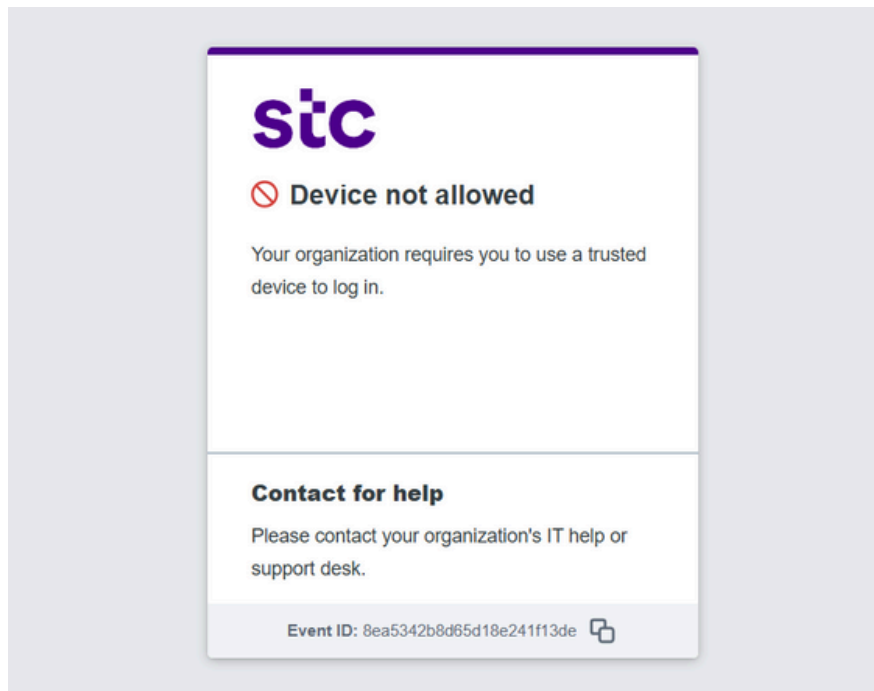 stc
Device not allowed
Your organization requires you to use a trusted
device to log in.
Contact for help
Please contact your organization's IT help or
support desk.
Event ID: 8ea5342b8d65d18e241f13de